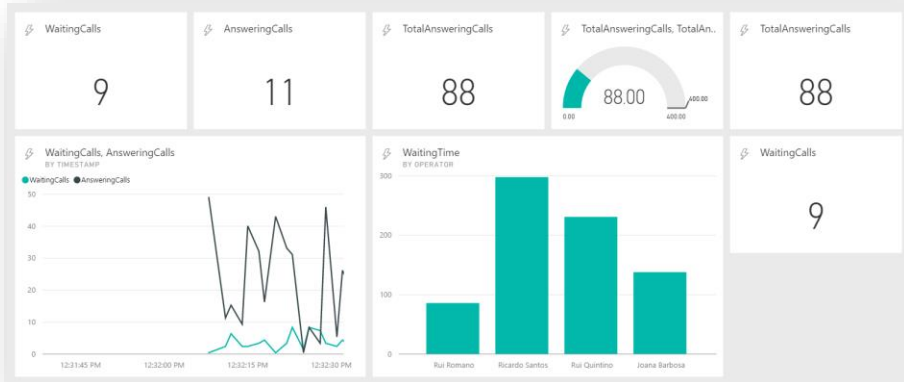 WaitingCalls
9
AnsweringCalls
11
TotalAnsweringCalls
88
TotalAnsweringCalls, TotalAn..
88.00
400.00
0.00
400.00
TotalAnsweringCalls
88
WaitingCalls, AnsweringCalls
BY TIMESTAMP
WaitingCalls AnsweringCalls
50
40
30
20
10
0
12:31:45 PM 12:32:00 PM 12:32:15 PM 12:32:30 PM
WaitingTime
BY OPERATOR
300
200
100
0
Rui Romano Ricardo Santos Rui Quintino Joana Barbosa
WaitingCalls
9